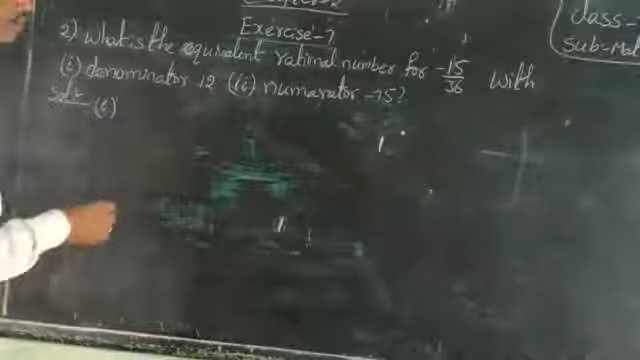 Exercise-7
Class-
Sub-Mat
2) What is the equivalent rational number for -15/36 with
(i) denominator 12 (ii) numarator -75?
Sol:- (i)